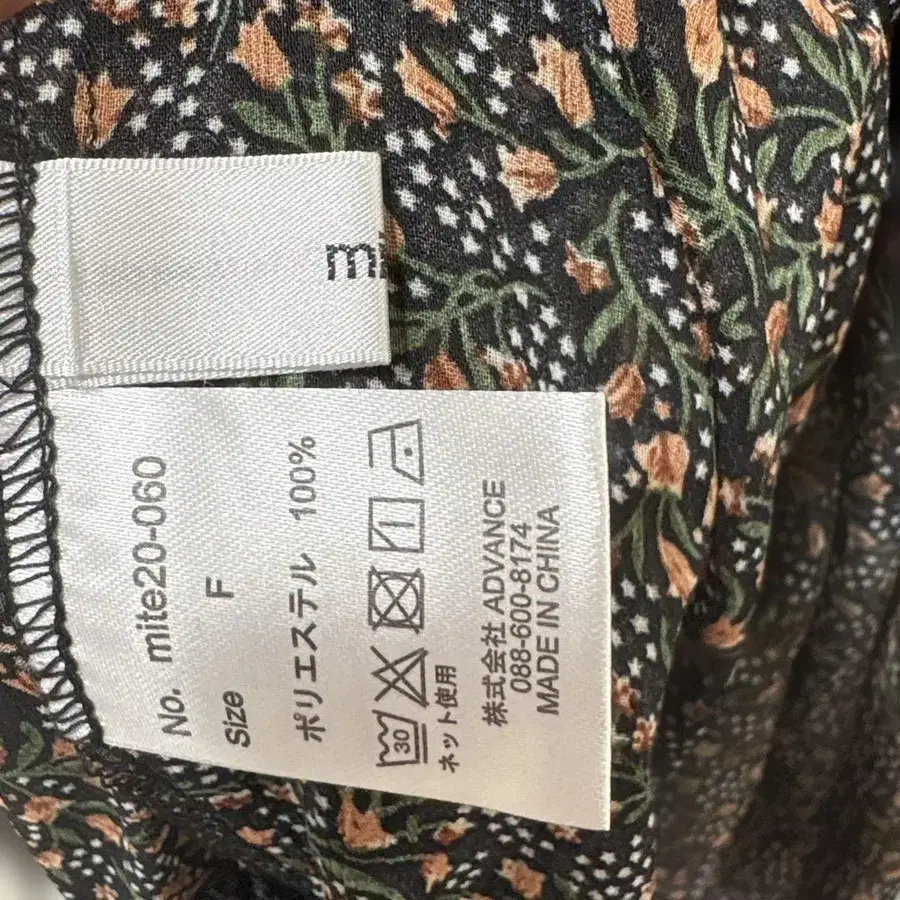 mi
No. mite20-060
Size F
ポリエステル 100%
30
ネット使用
株式会社 ADVANCE
088-600-8174
MADE IN CHINA